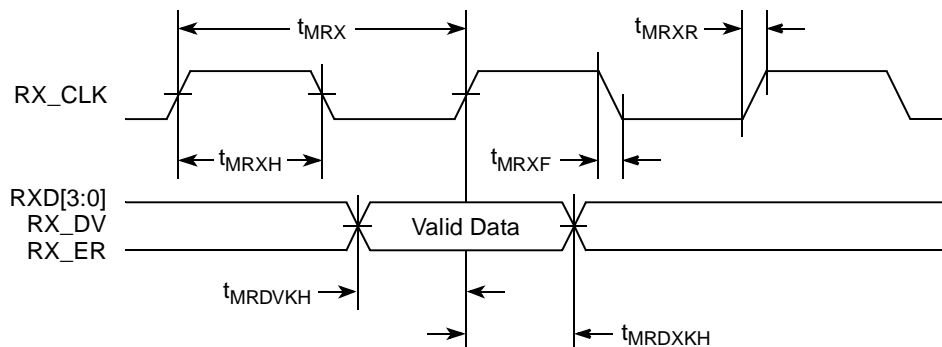 tMRX
tMRXR
RX_CLK
tMRXH
tMRXF
RXD[3:0]
RX_DV
RX_ER
Valid Data
tMRDVKH
tMRDXKH